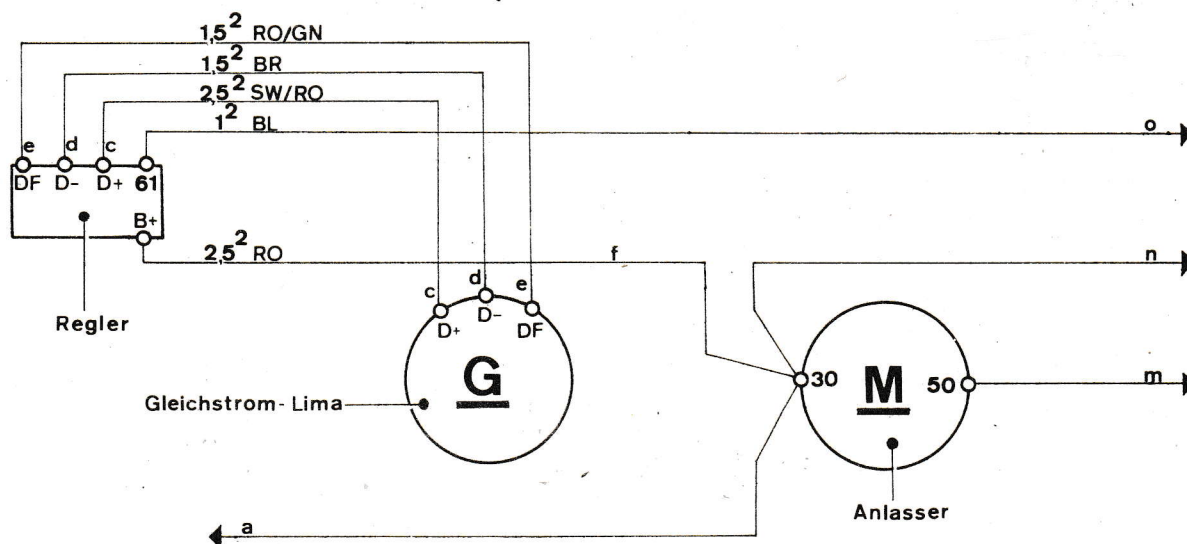 1,5² RO/GN
1,5² BR
2,5² SW/RO
1² BL
o
e d c
DF D- D+ 61
B+
2,5² RO
f
n
c d e
D+ D- DF
Regler
G
30 M 50
m
Gleichstrom-Lima
Anlasser
a